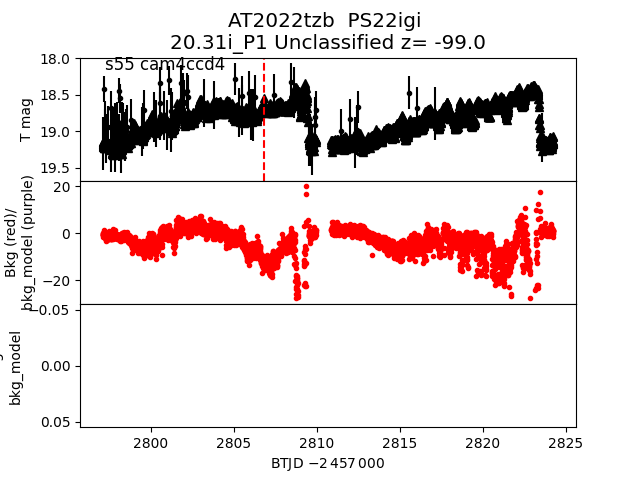 AT2022tzb  PS22igi
20.31i_P1 Unclassified z= -99.0
s55 cam4ccd4
18.0
18.5
19.0
19.5
T mag
20
0
−20
Bkg (red)/
bkg_model (purple)
−0.05
0.00
0.05
bkg_model
2800
2805
2810
2815
2820
2825
BTJD −2 457 000